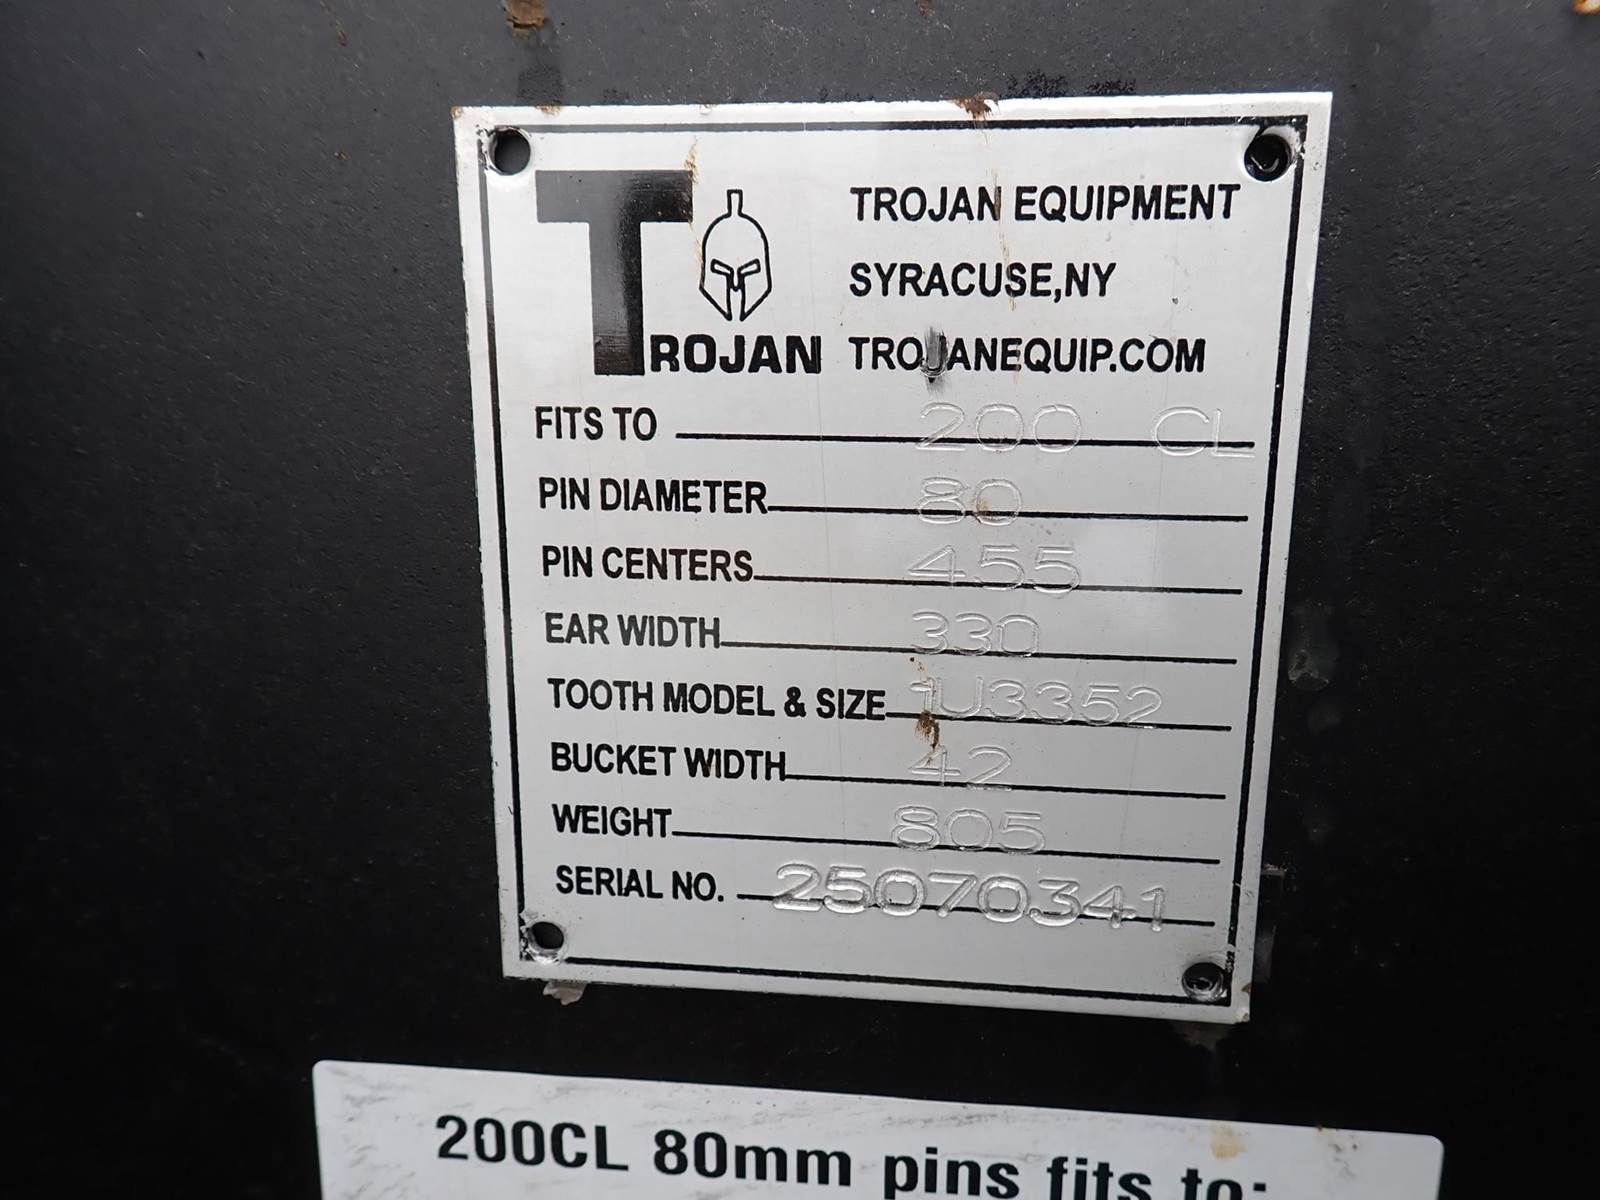 TROJAN
TROJAN EQUIPMENT
SYRACUSE,NY
TROJANEQUIP.COM
FITS TO 200 CL
PIN DIAMETER 80
PIN CENTERS 455
EAR WIDTH 330
TOOTH MODEL & SIZE 1U3352
BUCKET WIDTH 42
WEIGHT 805
SERIAL NO. 25070341
200CL 80mm pins fits to: